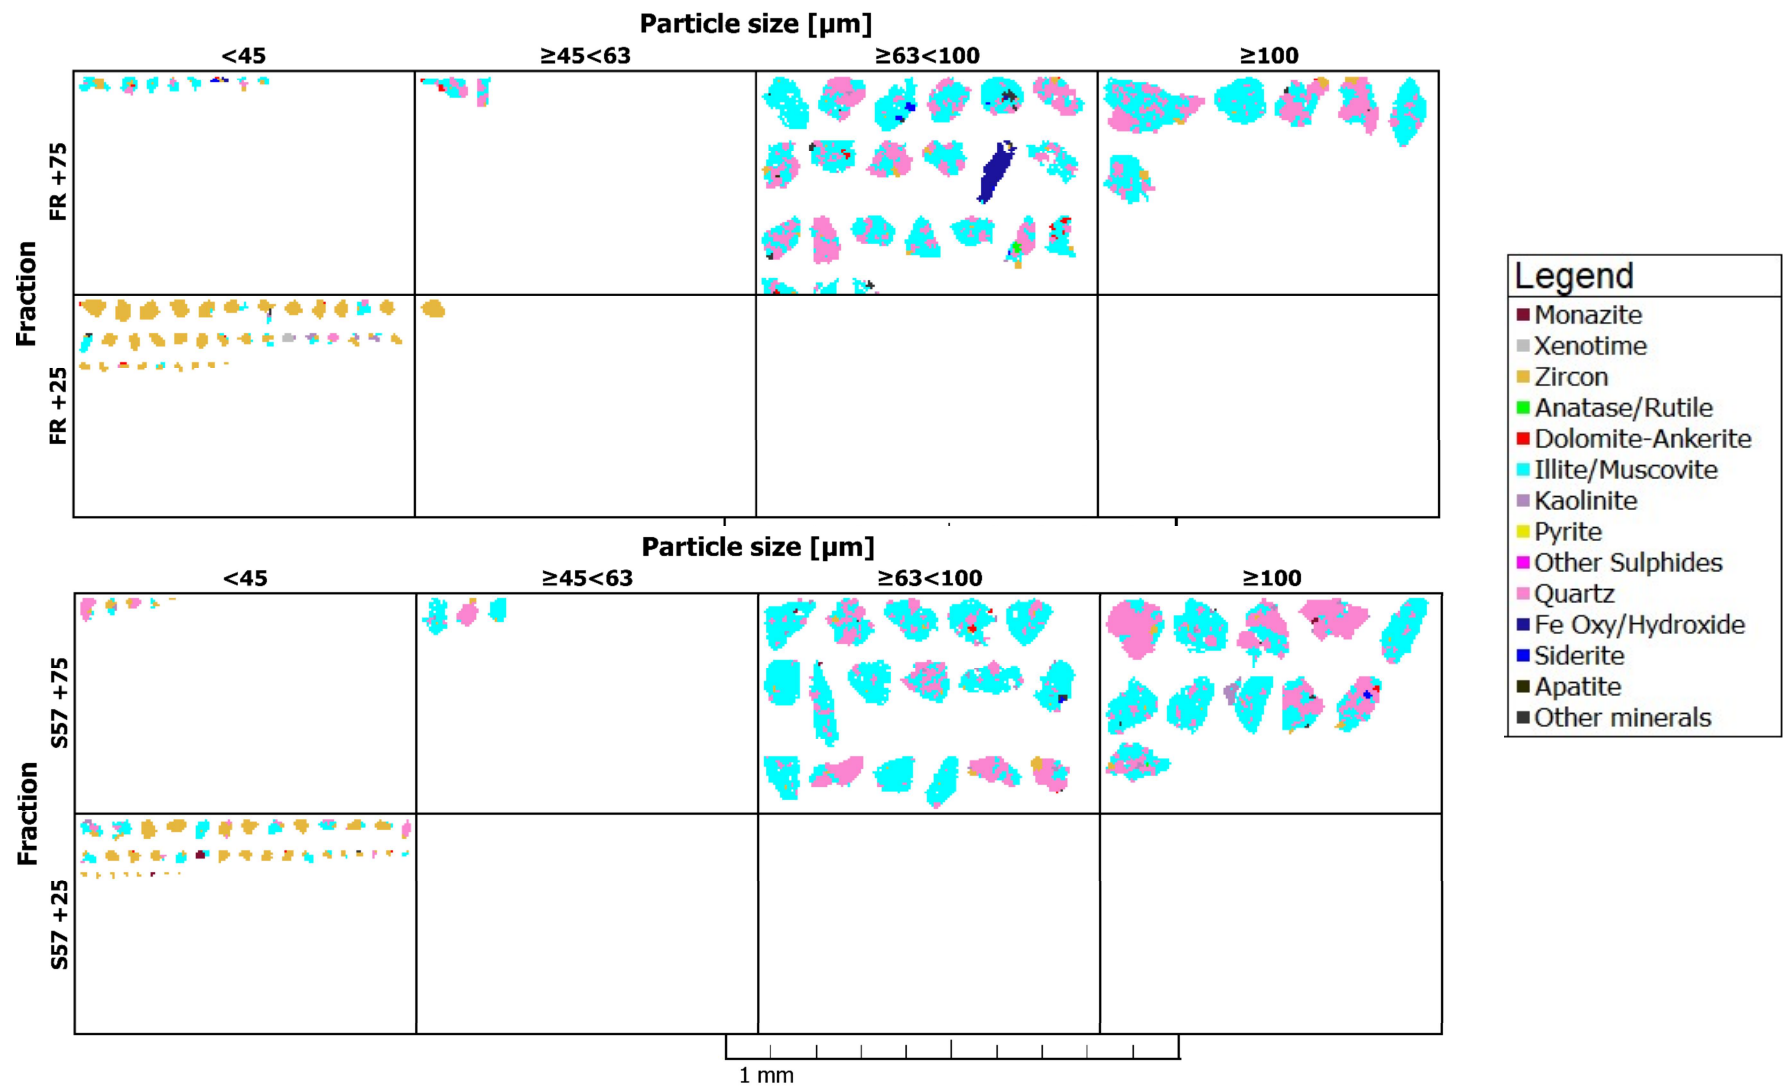 Particle size [µm]
<45 ≥45<63 ≥63<100 ≥100
Fraction
FR +75
FR +25
Particle size [µm]
<45 ≥45<63 ≥63<100 ≥100
Fraction
S57 +75
S57 +25
1 mm
Legend
Monazite
Xenotime
Zircon
Anatase/Rutile
Dolomite-Ankerite
Illite/Muscovite
Kaolinite
Pyrite
Other Sulphides
Quartz
Fe Oxy/Hydroxide
Siderite
Apatite
Other minerals